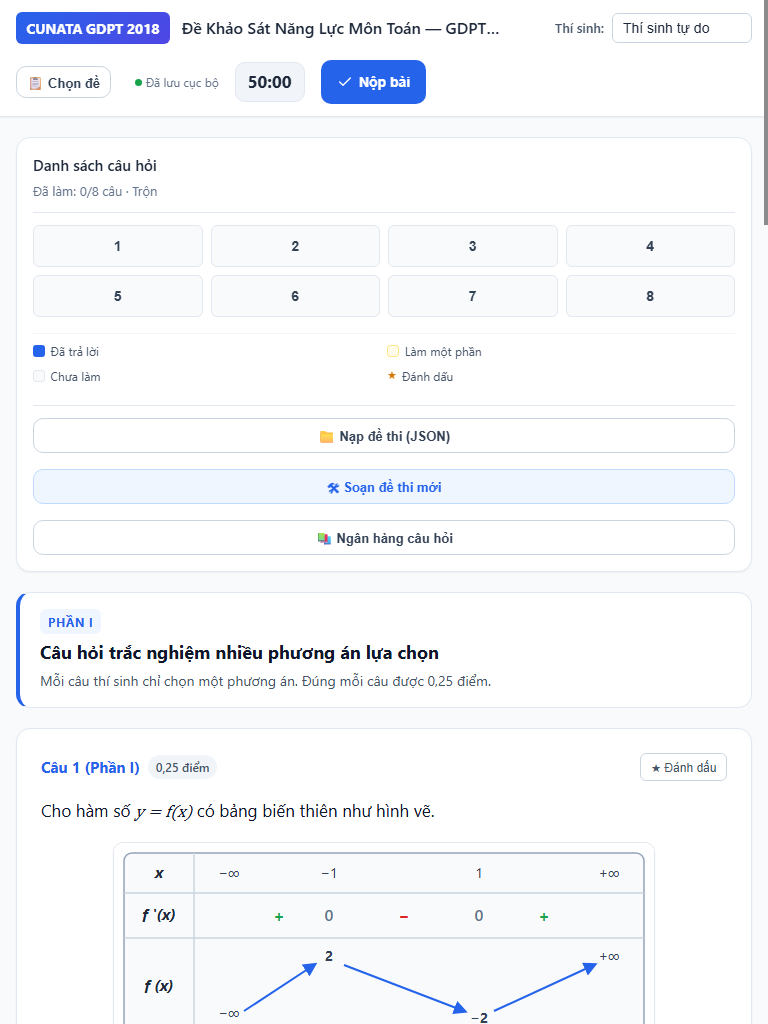 CUNATA GDPT 2018 Đề Khảo Sát Năng Lực Môn Toán — GDPT... Thí sinh: Thí sinh tự do
📋 Chọn đề Đã lưu cục bộ 50:00 ✓ Nộp bài
Danh sách câu hỏi
Đã làm: 0/8 câu · Trộn
1 2 3 4
5 6 7 8
Đã trả lời Làm một phần
Chưa làm ★ Đánh dấu
📁 Nạp đề thi (JSON)
🛠 Soạn đề thi mới
📚 Ngân hàng câu hỏi
PHẦN I
Câu hỏi trắc nghiệm nhiều phương án lựa chọn
Mỗi câu thí sinh chỉ chọn một phương án. Đúng mỗi câu được 0,25 điểm.
Câu 1 (Phần I) 0,25 điểm ★ Đánh dấu
Cho hàm số y = f(x) có bảng biến thiên như hình vẽ.
x −∞ −1 1 +∞
f '(x) + 0 − 0 +
2 +∞
f (x)
−∞ −2